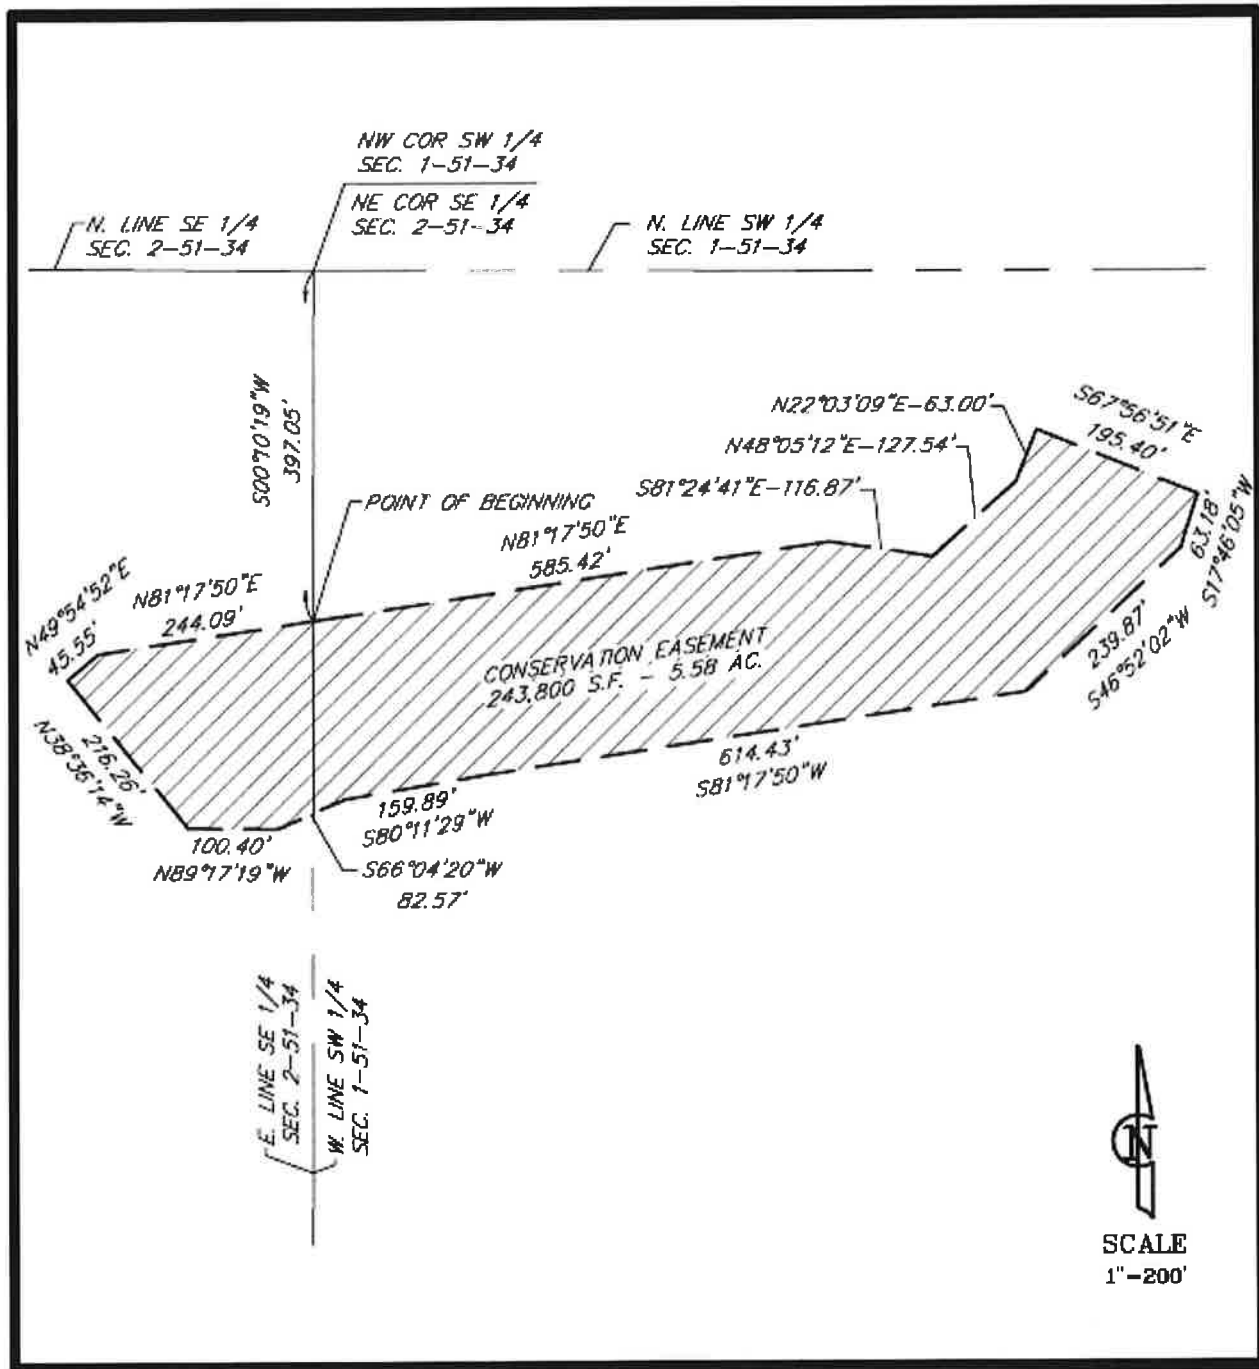 NW COR SW 1/4
SEC. 1-51-34
NE COR SE 1/4
SEC. 2-51-34
N. LINE SE 1/4
SEC. 2-51-34
N. LINE SW 1/4
SEC. 1-51-34
S00°10'19"W
397.05'
N22°03'09"E-63.00'
S67°56'51"E
195.40'
N48°05'12"E-127.54'
S81°24'41"E-116.87'
POINT OF BEGINNING
N81°17'50"E
585.42'
63.18'
S17°46'05"W
N49°54'52"E
45.55'
N81°17'50"E
244.09'
CONSERVATION EASEMENT
243,800 S.F. - 5.58 AC.
239.87'
S46°52'02"W
216.26'
N38°36'14"W
614.43'
S81°17'50"W
159.89'
S80°11'29"W
100.40'
N89°17'19"W
S66°04'20"W
82.57'
E. LINE SE 1/4
SEC. 2-51-34
W. LINE SW 1/4
SEC. 1-51-34
N
SCALE
1"-200'